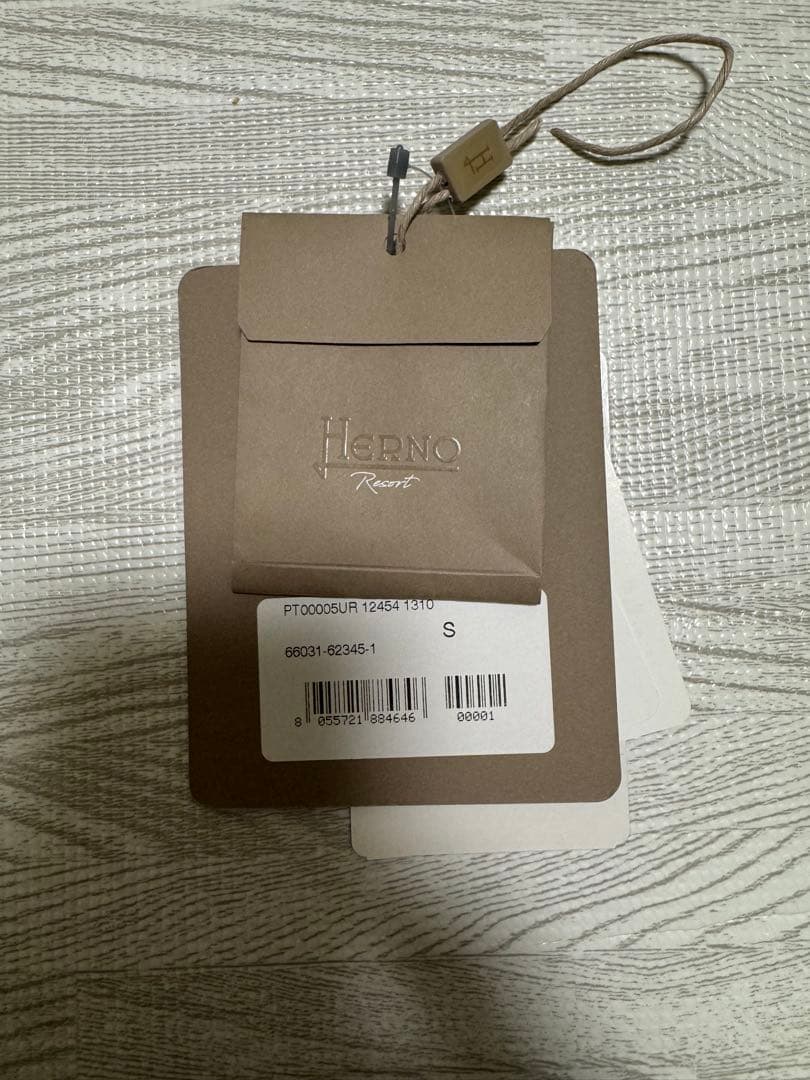 H
HERNO
Resort
PT00005UR 12454 1310
S
66031-62345-1
8 055721 884646 00001